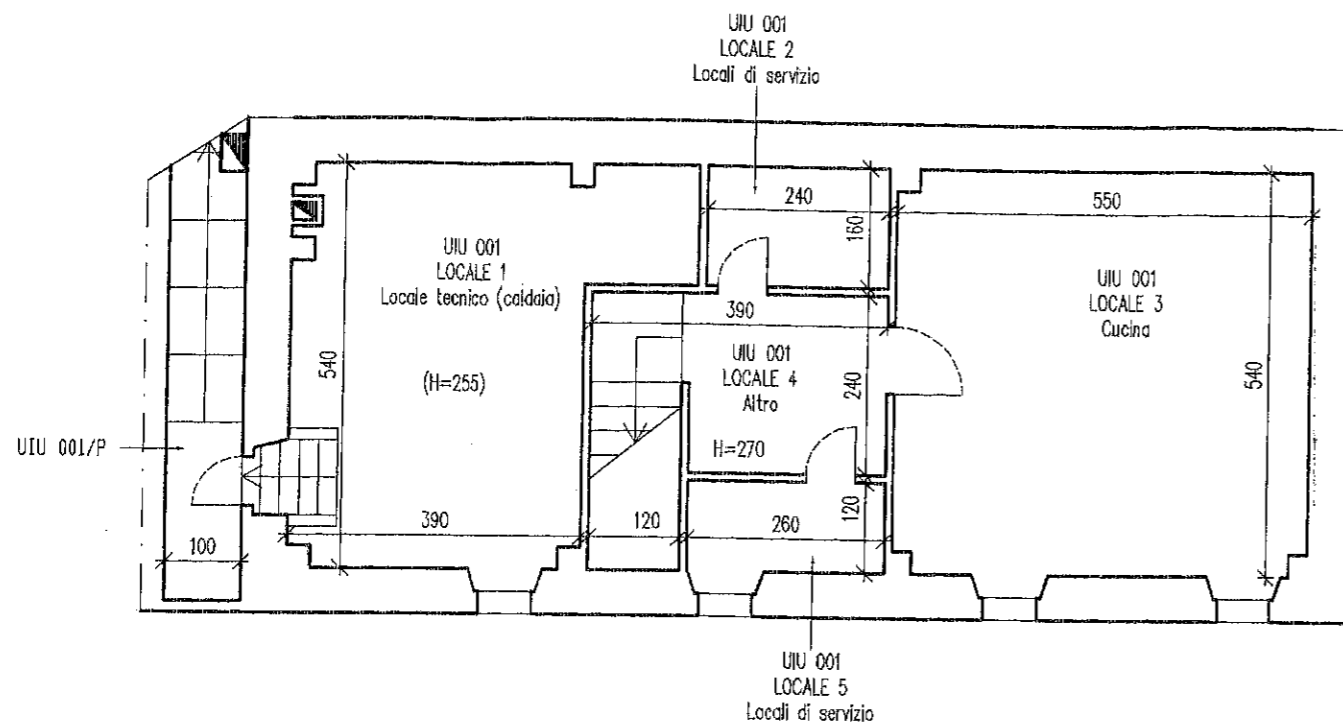 UIU 001
LOCALE 2
Locali di servizio
240
160
550
UIU 001
LOCALE 1
Locale tecnico (caldaia)
(H=255)
540
390
UIU 001
LOCALE 4
Altro
240
H=270
UIU 001
LOCALE 3
Cucina
540
UIU 001/P
100
390
120
260
120
UIU 001
LOCALE 5
Locali di servizio